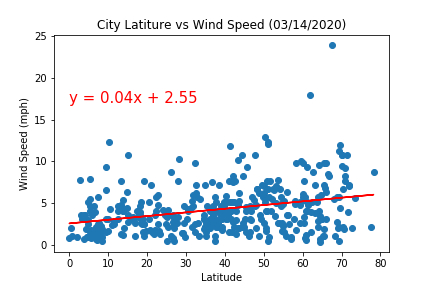 City Latiture vs Wind Speed (03/14/2020)
25
20
15
10
5
0
Wind Speed (mph)
y = 0.04x + 2.55
0 10 20 30 40 50 60 70 80
Latitude